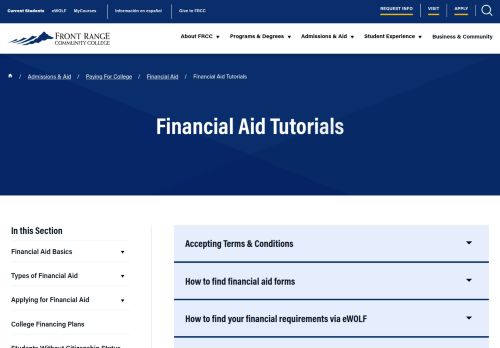 Current Students eWOLF MyCourses Información en español Give to FRCC REQUEST INFO VISIT APPLY
FRONT RANGE
COMMUNITY COLLEGE
About FRCC Programs & Degrees Admissions & Aid Student Experience Business & Community
/ Admissions & Aid / Paying For College / Financial Aid / Financial Aid Tutorials
Financial Aid Tutorials
In this Section
Financial Aid Basics
Types of Financial Aid
Applying for Financial Aid
College Financing Plans
Students Without Citizenship Status
Accepting Terms & Conditions
How to find financial aid forms
How to find your financial requirements via eWOLF